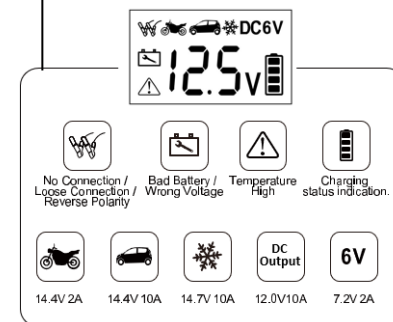 DC6V
12.5V
No Connection /
Loose Connection /
Reverse Polarity
Bad Battery /
Wrong Voltage
Temperature
High
Charging
status indication.
DC
Output
6V
14.4V 2A
14.4V 10A
14.7V 10A
12.0V10A
7.2V 2A